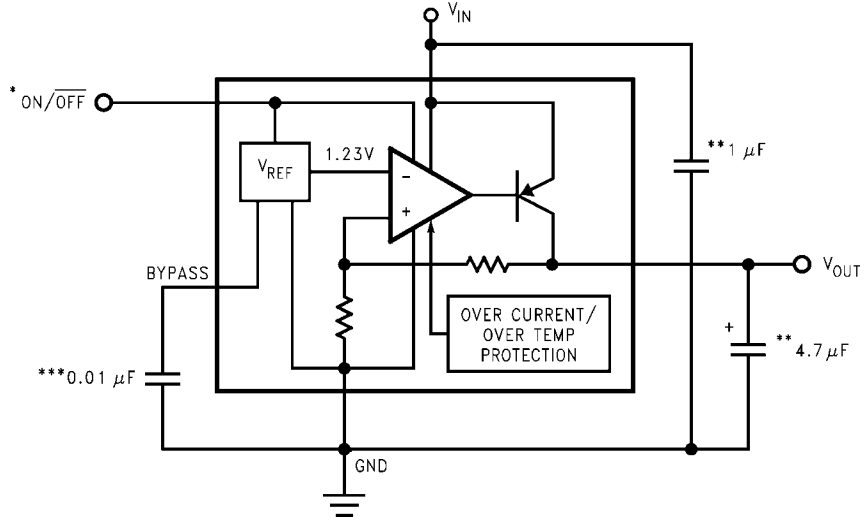 V_IN
*ON/O̅F̅F̅
V_REF
1.23V
−
+
**1 μF
BYPASS
V_OUT
OVER CURRENT/
OVER TEMP
PROTECTION
+
**4.7 μF
***0.01 μF
GND